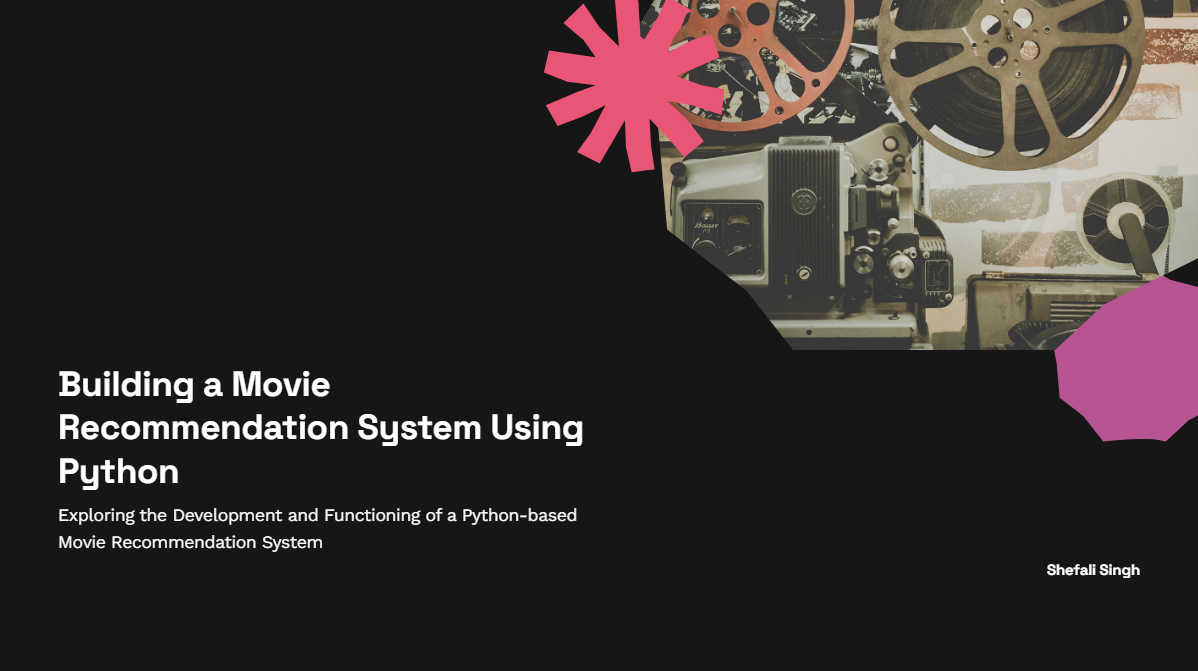 Building a Movie
Recommendation System Using
Python
Exploring the Development and Functioning of a Python-based
Movie Recommendation System
Shefali Singh